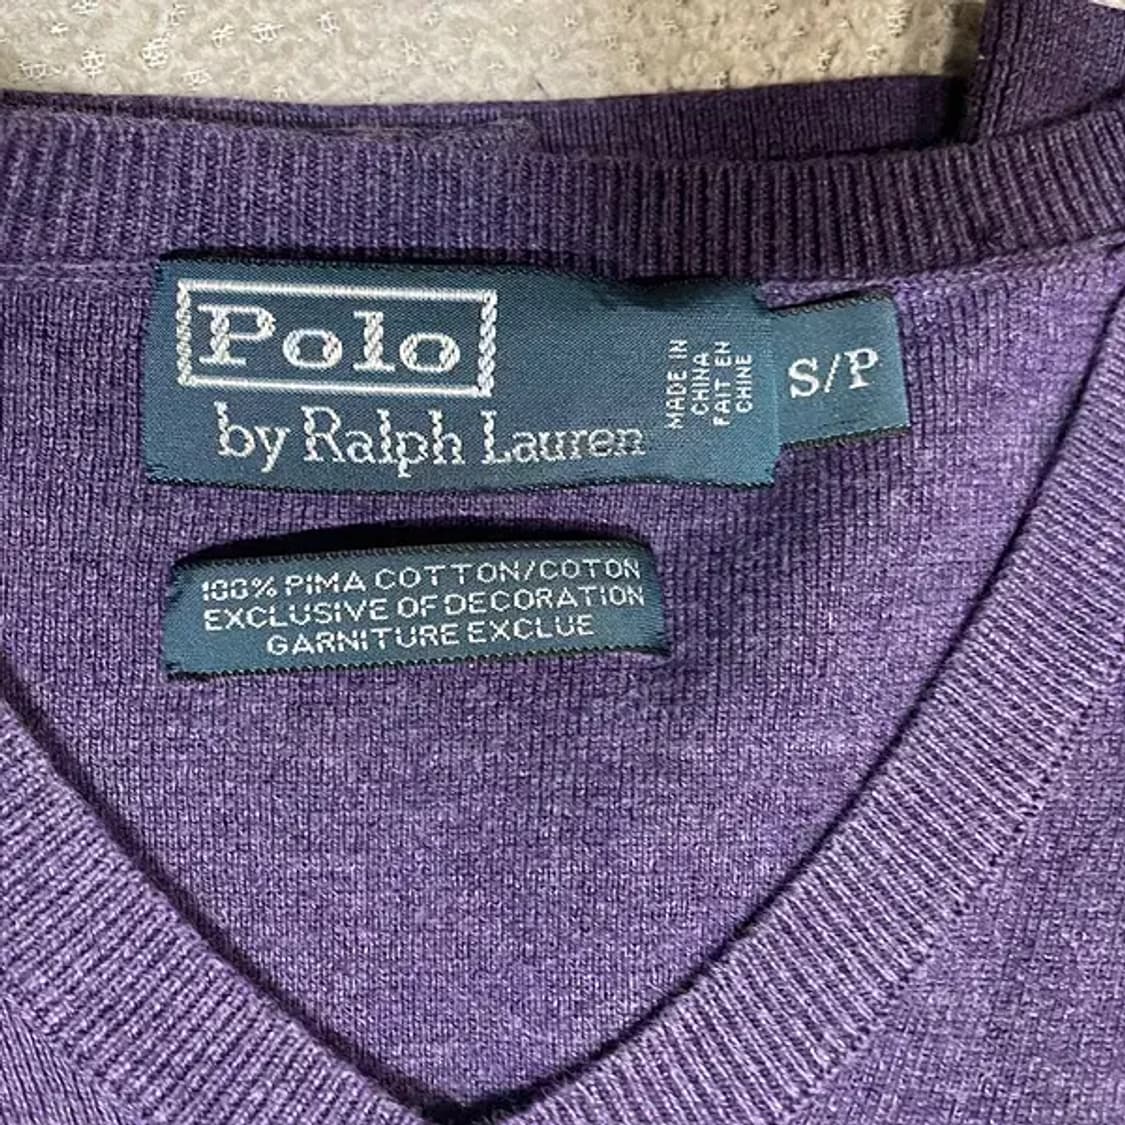 Polo
by Ralph Lauren
MADE IN
CHINA
FAIT EN
CHINE
S/P
100% PIMA COTTON/COTON
EXCLUSIVE OF DECORATION
GARNITURE EXCLUE